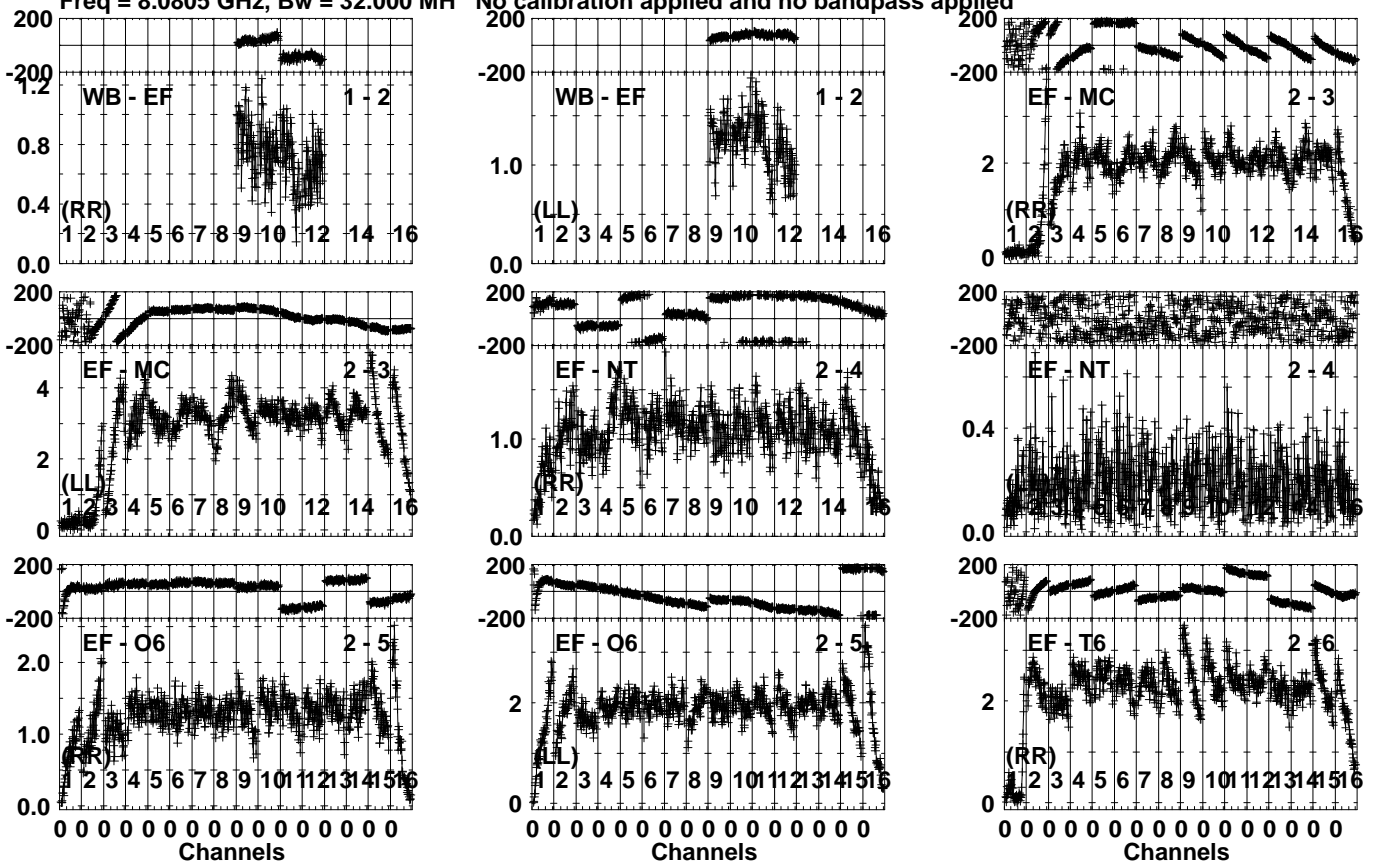 Freq = 8.0805 GHz, Bw = 32.000 MH No calibration applied and no bandpass applied
200 200 200
-200 -200 -200
1.2 WB - EF 1 - 2 WB - EF 1 - 2 EF - MC 2 - 3
0.8 1.0 2
0.4
(RR) (LL) (RR)
1 2 3 4 5 6 7 8 9 10 12 14 16 1 2 3 4 5 6 7 8 9 10 12 14 16 1 2 3 4 5 6 7 8 9 10 12 14 16
0.0 0.0 0
200 200 200
-200 -200 -200
EF - MC 2 - 3 EF - NT 2 - 4 EF - NT 2 - 4
4 1.0 0.4
2
(LL) (RR)
1 2 3 4 5 6 7 8 9 10 12 14 16 2 3 4 5 6 7 8 9 10 12 14 16 2 3 4 5 6 7 8 9 10 12 14 16
0 0.0 0.0
200 200 200
-200 -200 -200
EF - O6 2 - 5 EF - O6 2 - 5 EF - T6 2 - 6
2.0 2 2
1.0
(RR) (LL) (RR)
2 3 4 5 6 7 8 9 10 11 12 13 14 15 16 1 2 3 4 5 6 7 8 9 10 11 12 13 14 15 16 1 2 3 4 5 6 7 8 9 10 11 12 13 14 15 16
0.0 0 0
0 0 0 0 0 0 0 0 0 0 0 0 0 0 0 0 0 0 0 0 0 0 0 0 0 0 0 0 0 0 0 0 0 0 0 0 0 0 0 0 0 0 0 0 0 0 0 0
Channels Channels Channels